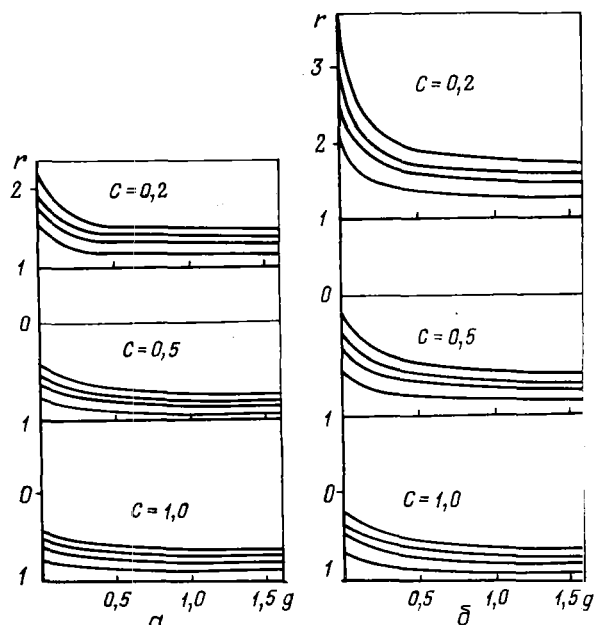 r
2
C = 0,2
1
0
C = 0,5
1
0
C = 1,0
1
0,5
1,0
1,5 g
а
3
C = 0,2
2
1
0
C = 0,5
1
0
C = 1,0
1
0,5
1,0
1,5 g
б